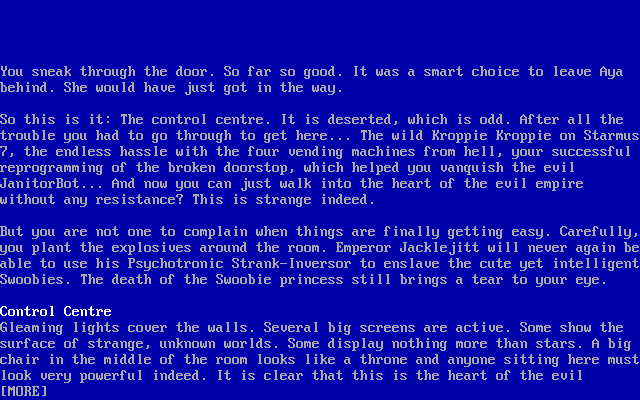 You sneak through the door. So far so good. It was a smart choice to leave Aya
behind. She would have just got in the way.
So this is it: The control centre. It is deserted, which is odd. After all the
trouble you had to go through to get here... The wild Kroppie Kroppie on Starmus
7, the endless hassle with the four vending machines from hell, your successful
reprogramming of the broken doorstop, which helped you vanquish the evil
JanitorBot... And now you can just walk into the heart of the evil empire
without any resistance? This is strange indeed.
But you are not one to complain when things are finally getting easy. Carefully,
you plant the explosives around the room. Emperor Jacklejitt will never again be
able to use his Psychotronic Strank-Inversor to enslave the cute yet intelligent
Swoobies. The death of the Swoobie princess still brings a tear to your eye.
Control Centre
Gleaming lights cover the walls. Several big screens are active. Some show the
surface of strange, unknown worlds. Some display nothing more than stars. A big
chair in the middle of the room looks like a throne and anyone sitting here must
look very powerful indeed. It is clear that this is the heart of the evil
[MORE]